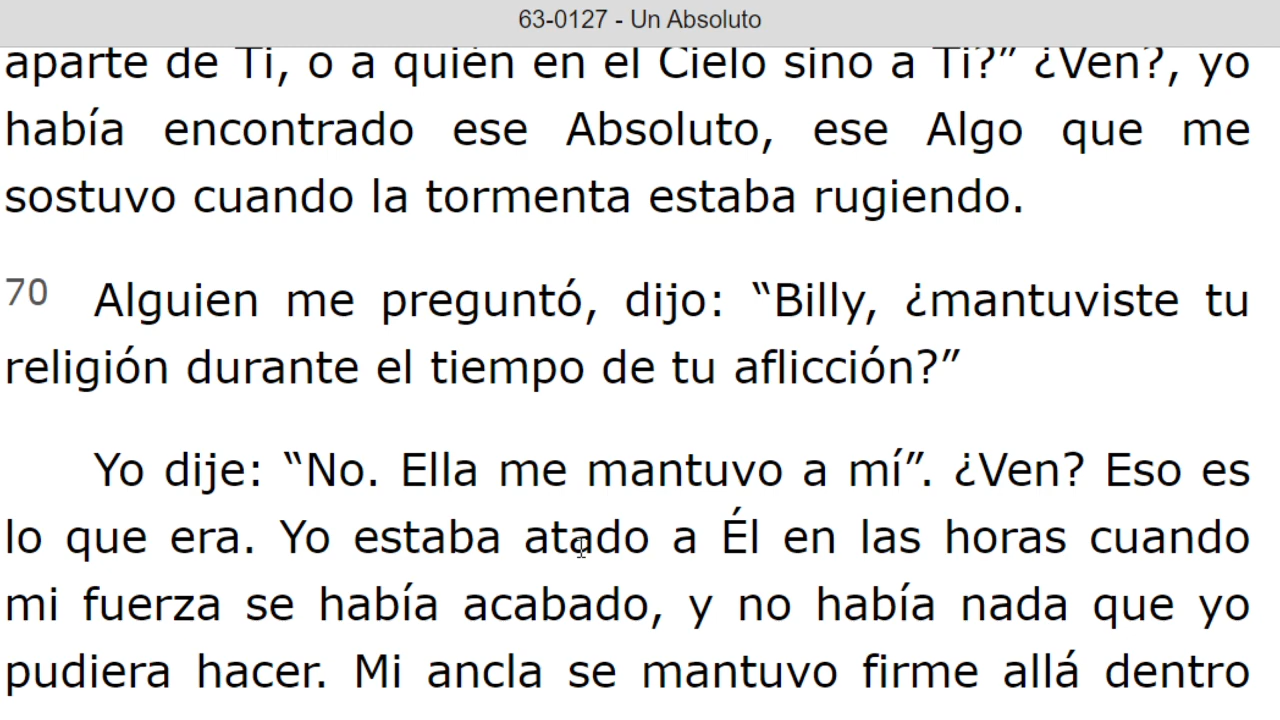 63-0127 - Un Absoluto
aparte de Ti, o a quién en el Cielo sino a Ti?” ¿Ven?, yo
había encontrado ese Absoluto, ese Algo que me
sostuvo cuando la tormenta estaba rugiendo.
70 Alguien me preguntó, dijo: “Billy, ¿mantuviste tu
religión durante el tiempo de tu aflicción?”
Yo dije: “No. Ella me mantuvo a mí”. ¿Ven? Eso es
lo que era. Yo estaba atado a Él en las horas cuando
mi fuerza se había acabado, y no había nada que yo
pudiera hacer. Mi ancla se mantuvo firme allá dentro